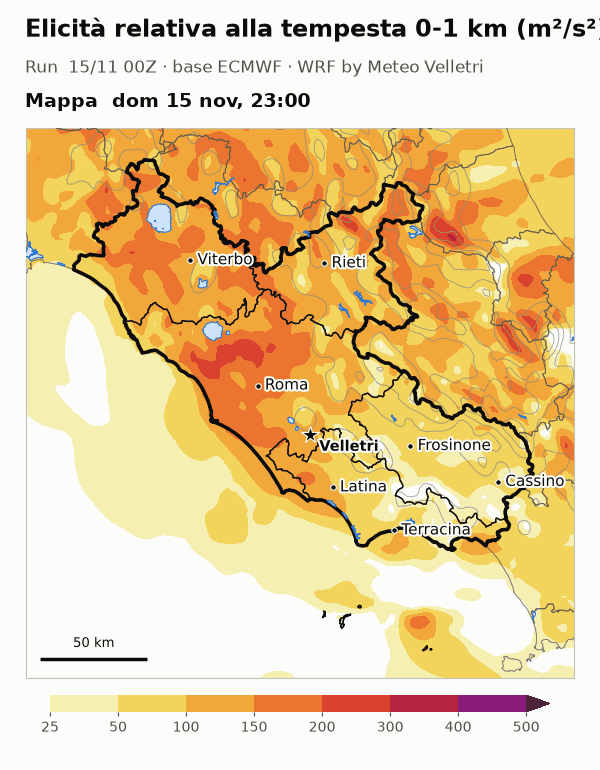 Elicità relativa alla tempesta 0-1 km (m²/s²)
Run 15/11 00Z · base ECMWF · WRF by Meteo Velletri
Mappa dom 15 nov, 23:00
Viterbo
Rieti
Roma
Velletri
Frosinone
Latina
Cassino
Terracina
50 km
25 50 100 150 200 300 400 500